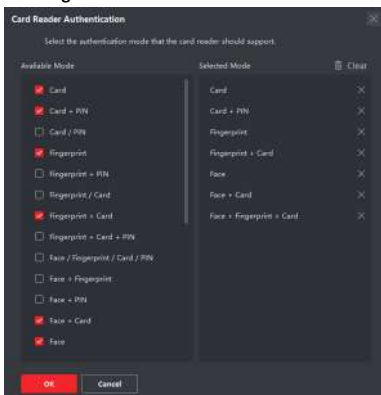 Card Reader Authentication
Select the authentication mode that the card reader should support.
Available Mode
Card
Card + PIN
Card / PIN
Fingerprint
Fingerprint + PIN
Fingerprint / Card
Fingerprint + Card
Fingerprint + Card + PIN
Face / Fingerprint / Card / PIN
Face + Fingerprint
Face + PIN
Face + Card
Face
Selected Mode
Clear
Card
Card + PIN
Fingerprint
Fingerprint + Card
Face
Face + Card
Face + Fingerprint + Card
OK
Cancel